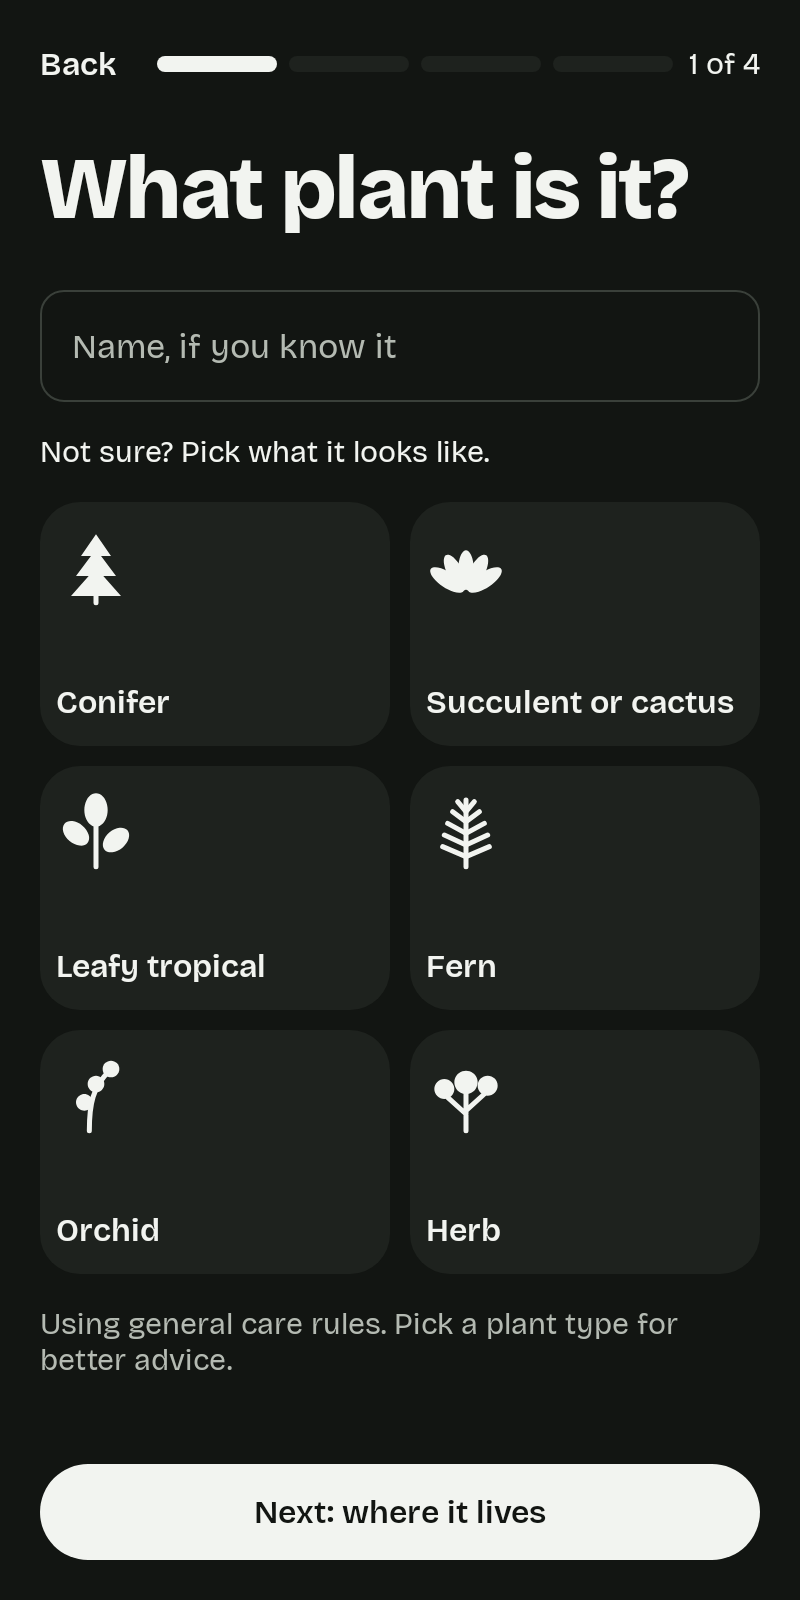 Back
1 of 4
What plant is it?
Name, if you know it
Not sure? Pick what it looks like.
Conifer
Succulent or cactus
Leafy tropical
Fern
Orchid
Herb
Using general care rules. Pick a plant type for
better advice.
Next: where it lives